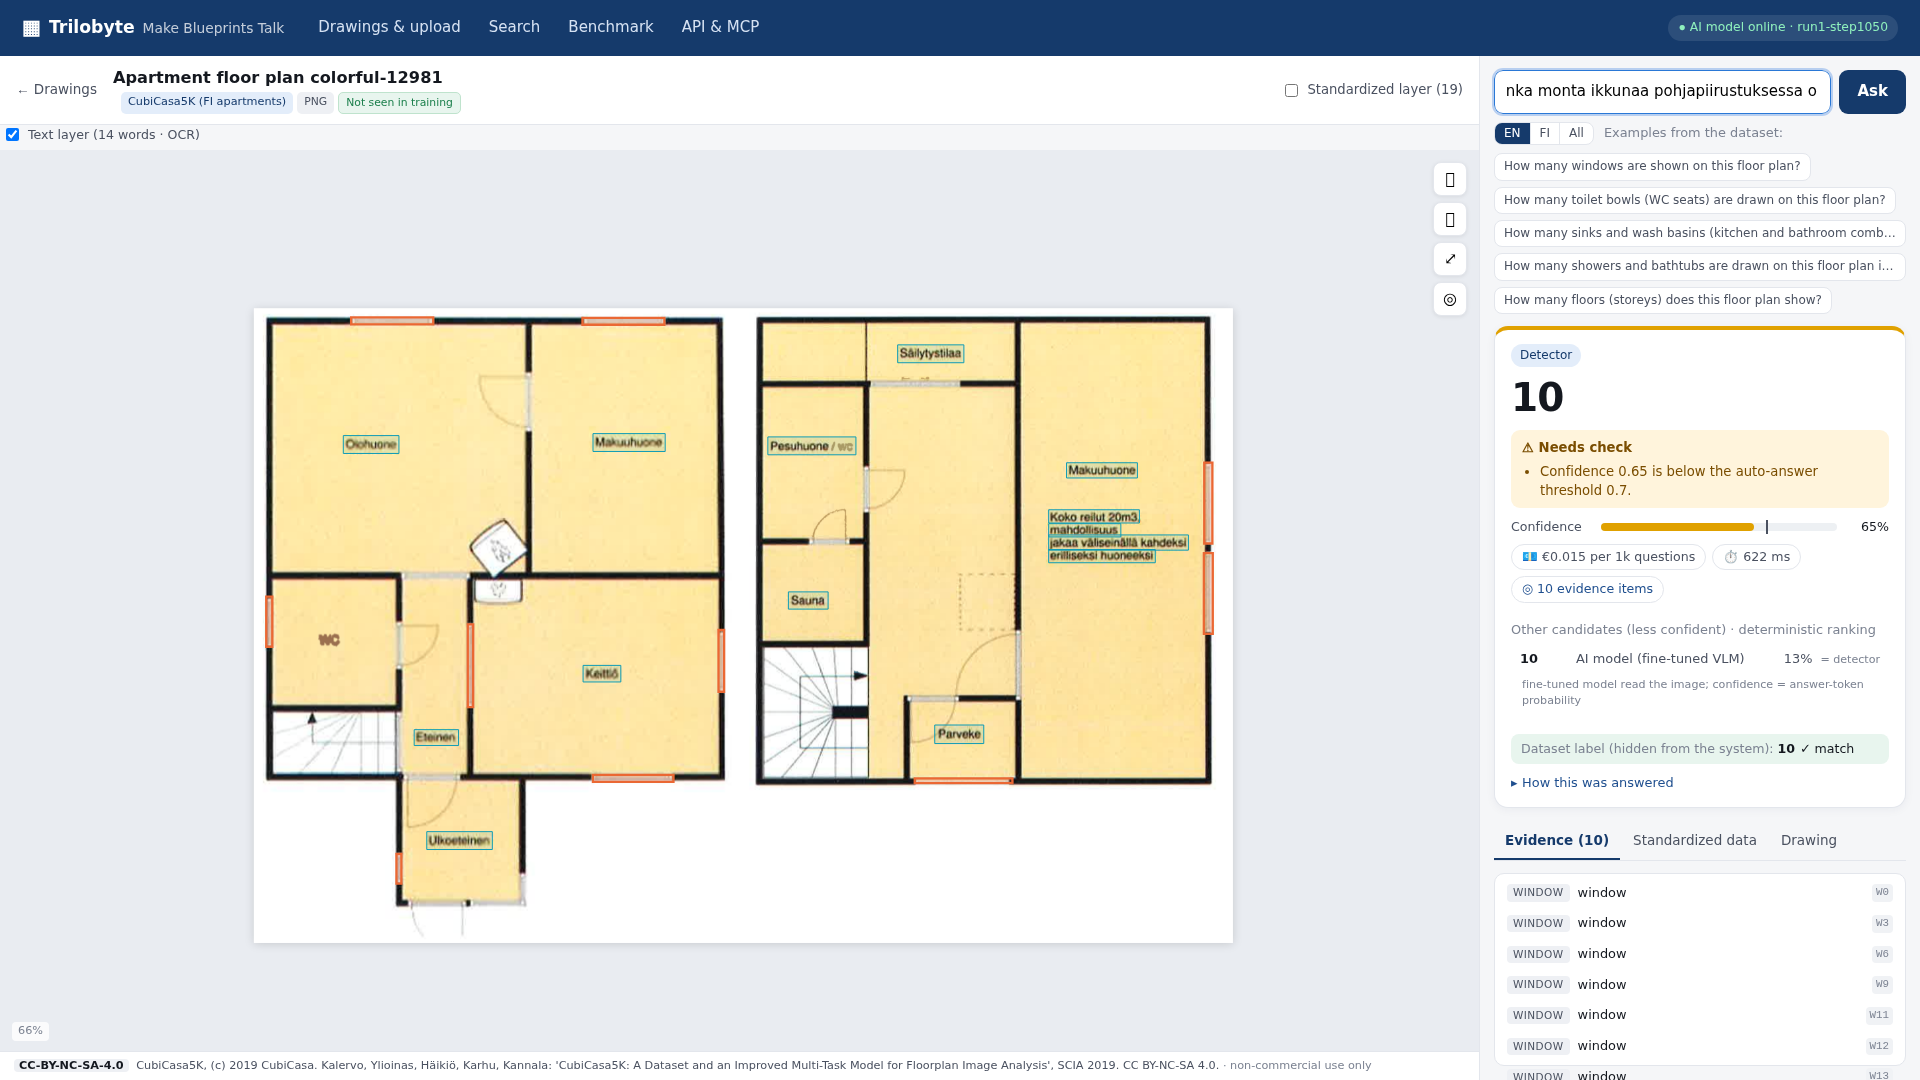 Trilobyte Make Blueprints Talk Drawings & upload Search Benchmark API & MCP ● AI model online · run1-step1050
← Drawings Apartment floor plan colorful-12981
CubiCasa5K (FI apartments) PNG Not seen in training
Standardized layer (19)
Text layer (14 words · OCR)
Säilytystilaa
Olohuone
Makuuhuone
Pesuhuone / wc
Makuuhuone
Koko reilut 20m3,
mahdollisuus
jakaa väliseinällä kahdeksi
erilliseksi huoneeksi
Sauna
WC
Keittiö
Eteinen
Parveke
Ulkoeteinen
66%
CC-BY-NC-SA-4.0 CubiCasa5K, (c) 2019 CubiCasa. Kalervo, Ylioinas, Häikiö, Karhu, Kannala: 'CubiCasa5K: A Dataset and an Improved Multi-Task Model for Floorplan Image Analysis', SCIA 2019. CC BY-NC-SA 4.0. · non-commercial use only
nka monta ikkunaa pohjapiirustuksessa o Ask
EN FI All Examples from the dataset:
How many windows are shown on this floor plan?
How many toilet bowls (WC seats) are drawn on this floor plan?
How many sinks and wash basins (kitchen and bathroom comb…
How many showers and bathtubs are drawn on this floor plan i…
How many floors (storeys) does this floor plan show?
Detector
10
⚠ Needs check
• Confidence 0.65 is below the auto-answer
threshold 0.7.
Confidence 65%
€0.015 per 1k questions 622 ms
◎ 10 evidence items
Other candidates (less confident) · deterministic ranking
10 AI model (fine-tuned VLM) 13% = detector
fine-tuned model read the image; confidence = answer-token
probability
Dataset label (hidden from the system): 10 ✓ match
▸ How this was answered
Evidence (10) Standardized data Drawing
WINDOW window W0
WINDOW window W3
WINDOW window W6
WINDOW window W9
WINDOW window W11
WINDOW window W12
WINDOW window W13